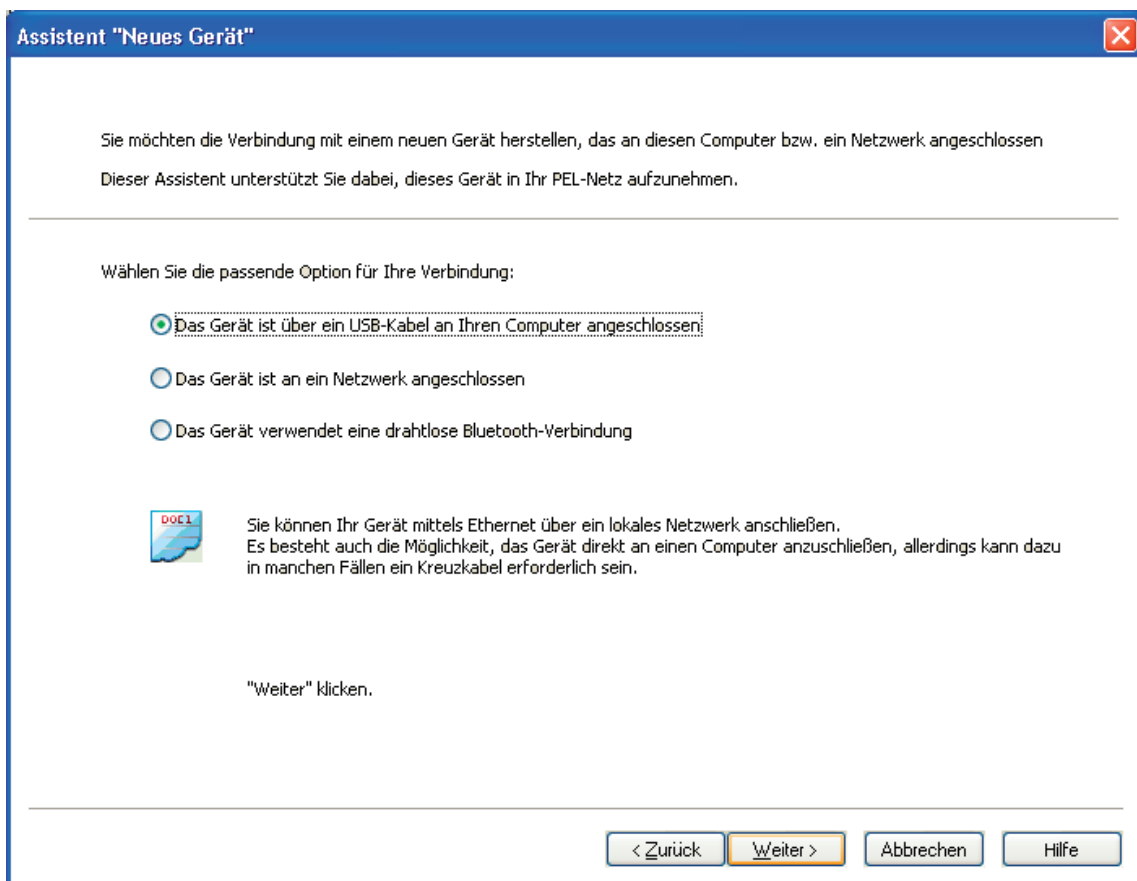 Assistent "Neues Gerät"
Sie möchten die Verbindung mit einem neuen Gerät herstellen, das an diesen Computer bzw. ein Netzwerk angeschlossen
Dieser Assistent unterstützt Sie dabei, dieses Gerät in Ihr PEL-Netz aufzunehmen.
Wählen Sie die passende Option für Ihre Verbindung:
Das Gerät ist über ein USB-Kabel an Ihren Computer angeschlossen
Das Gerät ist an ein Netzwerk angeschlossen
Das Gerät verwendet eine drahtlose Bluetooth-Verbindung
DOE1
Sie können Ihr Gerät mittels Ethernet über ein lokales Netzwerk anschließen.
Es besteht auch die Möglichkeit, das Gerät direkt an einen Computer anzuschließen, allerdings kann dazu
in manchen Fällen ein Kreuzkabel erforderlich sein.
"Weiter" klicken.
< Zurück Weiter > Abbrechen Hilfe